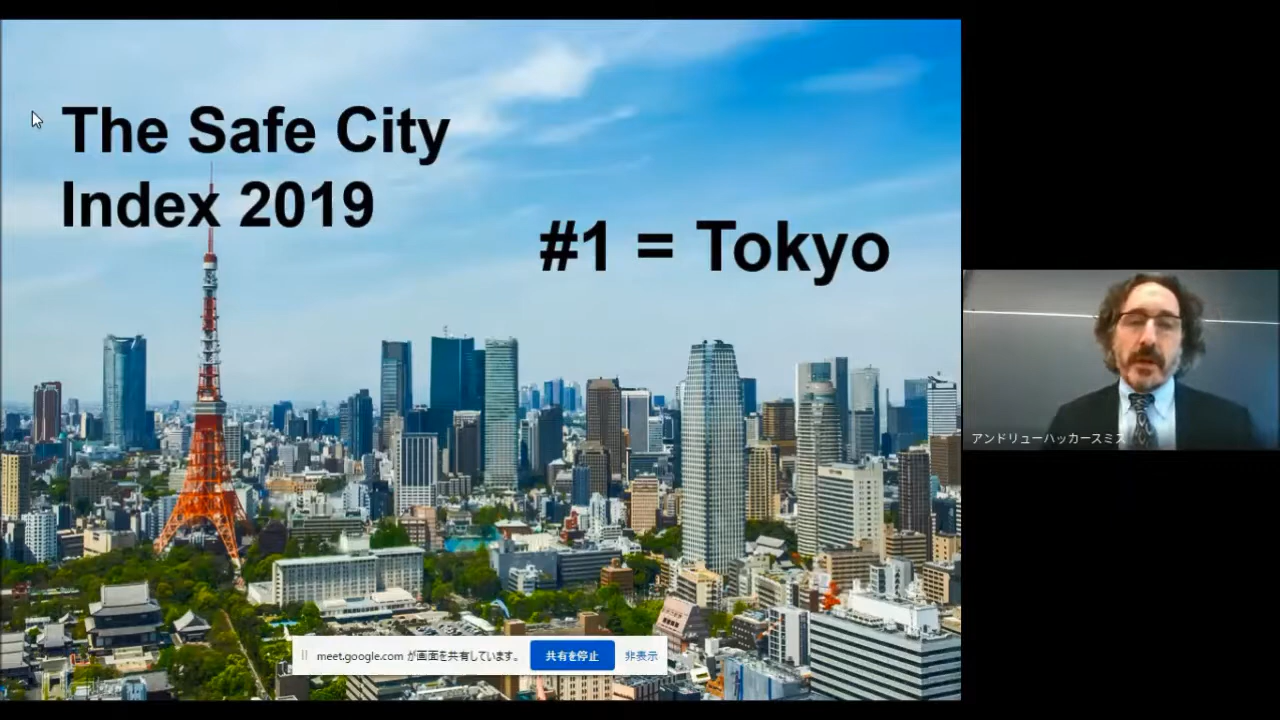 The Safe City
Index 2019
#1 = Tokyo
アンドリューハッカースミス
meet.google.com が画面を共有しています。
共有を停止
非表示